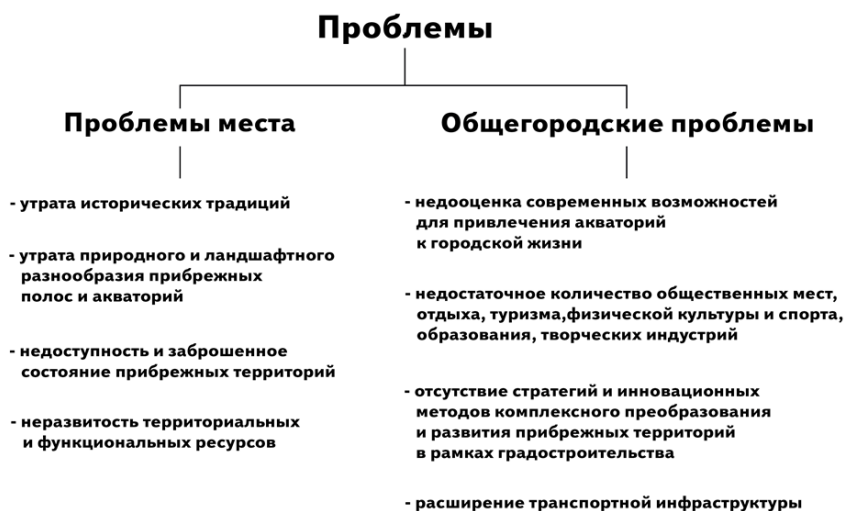 Проблемы
Проблемы места
- утрата исторических традиций
- утрата природного и ландшафтного
разнообразия прибрежных
полос и акваторий
- недоступность и заброшенное
состояние прибрежных территорий
- неразвитость территориальных
и функциональных ресурсов
Общегородские проблемы
- недооценка современных возможностей
для привлечения акваторий
к городской жизни
- недостаточное количество общественных мест,
отдыха, туризма,физической культуры и спорта,
образования, творческих индустрий
- отсутствие стратегий и инновационных
методов комплексного преобразования
и развития прибрежных территорий
в рамках градостроительства
- расширение транспортной инфраструктуры